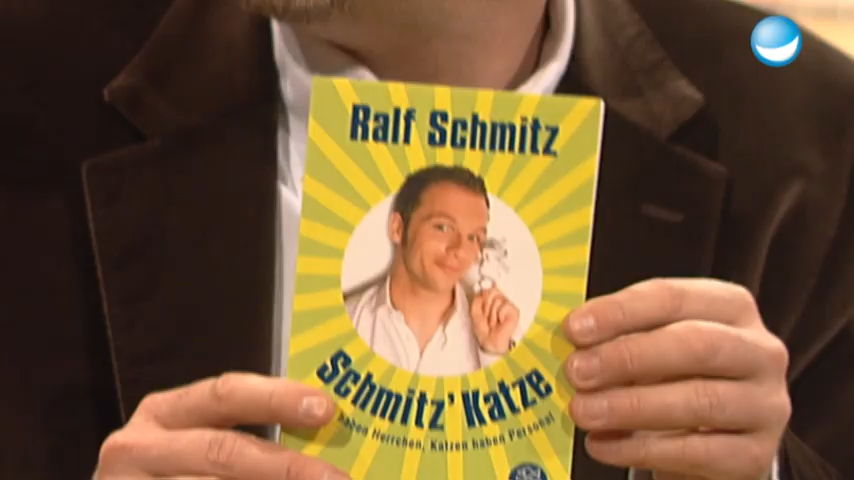 Ralf Schmitz
Schmitz' Katze
haben Herrchen, Katzen haben Personal